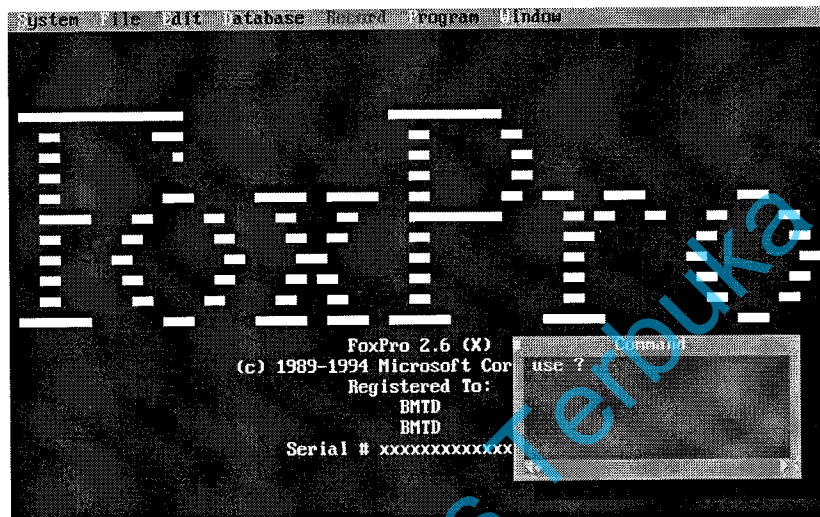 System File Edit Database Record Program Window
FoxPro
FoxPro 2.6 (X)
(c) 1989-1994 Microsoft Cor
Registered To:
BMTD
BMTD
Serial # xxxxxxxxxxxxx
Command
use ?
s Terbuka